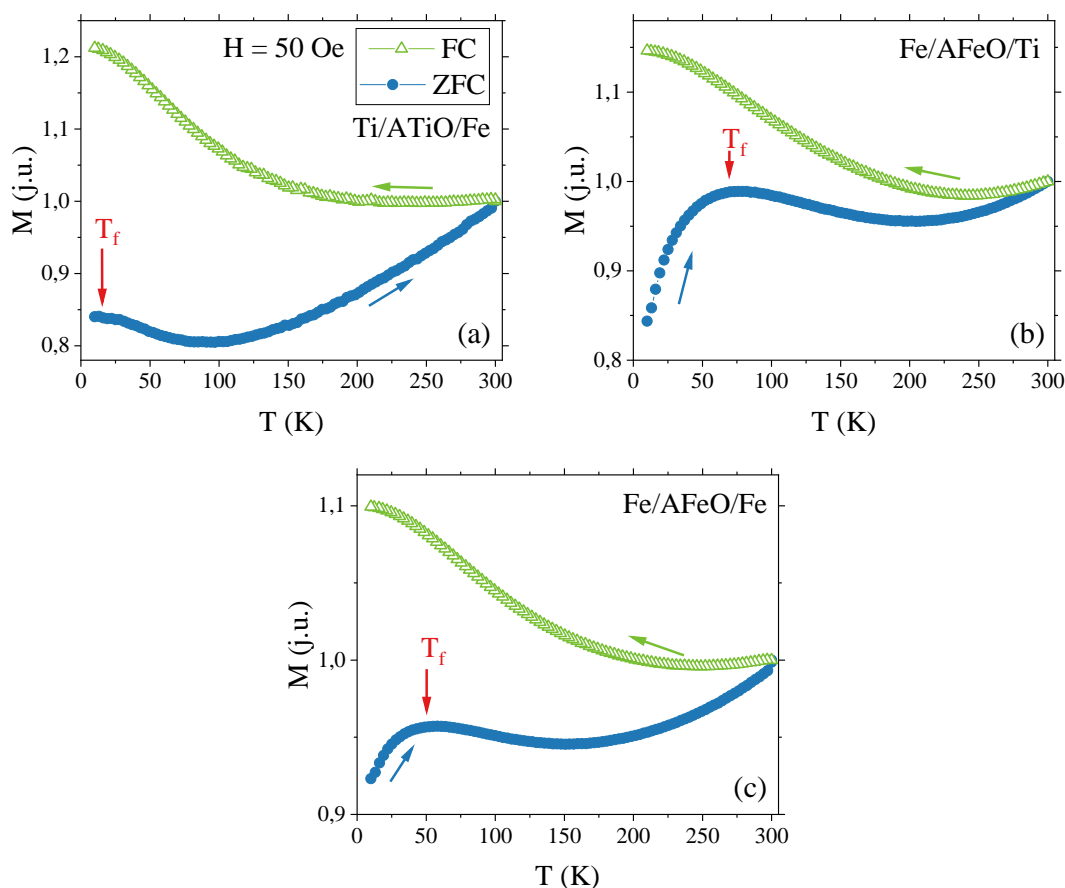 H = 50 Oe
FC
ZFC
Ti/ATiO/Fe
T_f
M (j.u.)
1,2
1,1
1,0
0,9
0,8
0 50 100 150 200 250 300
T (K)
(a)
Fe/AFeO/Ti
T_f
M (j.u.)
1,1
1,0
0,9
0,8
0 50 100 150 200 250 300
T (K)
(b)
Fe/AFeO/Fe
T_f
M (j.u.)
1,1
1,0
0,9
0 50 100 150 200 250 300
T (K)
(c)